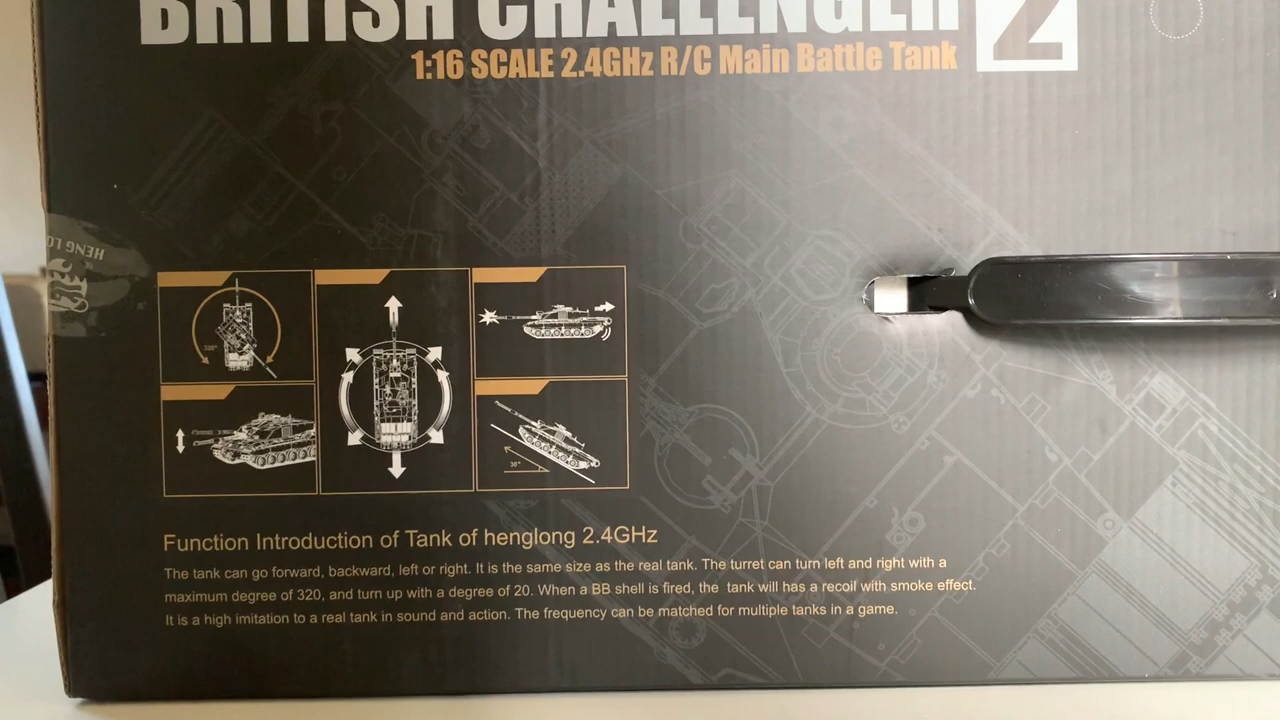 BRITISH CHALLENGER 2
1:16 SCALE 2.4GHz R/C Main Battle Tank
HENG LO
320°
30°
Function Introduction of Tank of henglong 2.4GHz
The tank can go forward, backward, left or right. It is the same size as the real tank. The turret can turn left and right with a
maximum degree of 320, and turn up with a degree of 20. When a BB shell is fired, the tank will has a recoil with smoke effect.
It is a high imitation to a real tank in sound and action. The frequency can be matched for multiple tanks in a game.